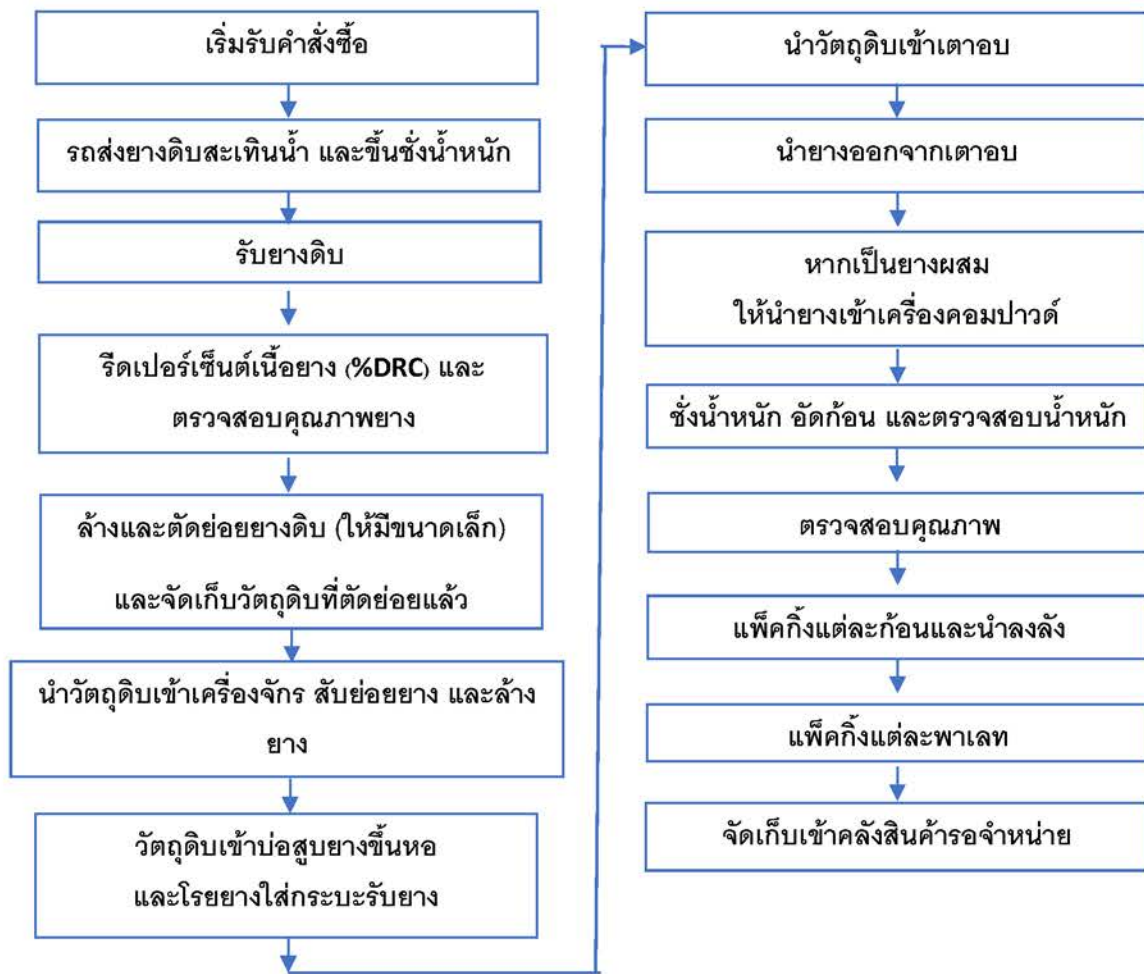 เริ่มรับคำสั่งซื้อ
รถส่งยางดิบสะเทินน้ำ และขึ้นชั่งน้ำหนัก
รับยางดิบ
รีดเปอร์เซ็นต์เนื้อยาง (%DRC) และ
ตรวจสอบคุณภาพยาง
ล้างและตัดย่อยยางดิบ (ให้มีขนาดเล็ก)
และจัดเก็บวัตถุดิบที่ตัดย่อยแล้ว
นำวัตถุดิบเข้าเครื่องจักร สับย่อยยาง และล้าง
ยาง
วัตถุดิบเข้าบ่อสูบยางขึ้นหอ
และโรยยางใส่กระบะรับยาง
นำวัตถุดิบเข้าเตาอบ
นำยางออกจากเตาอบ
หากเป็นยางผสม
ให้นำยางเข้าเครื่องคอมปาวด์
ชั่งน้ำหนัก อัดก้อน และตรวจสอบน้ำหนัก
ตรวจสอบคุณภาพ
แพ็คกิ้งแต่ละก้อนและนำลงลัง
แพ็คกิ้งแต่ละพาเลท
จัดเก็บเข้าคลังสินค้ารอจำหน่าย